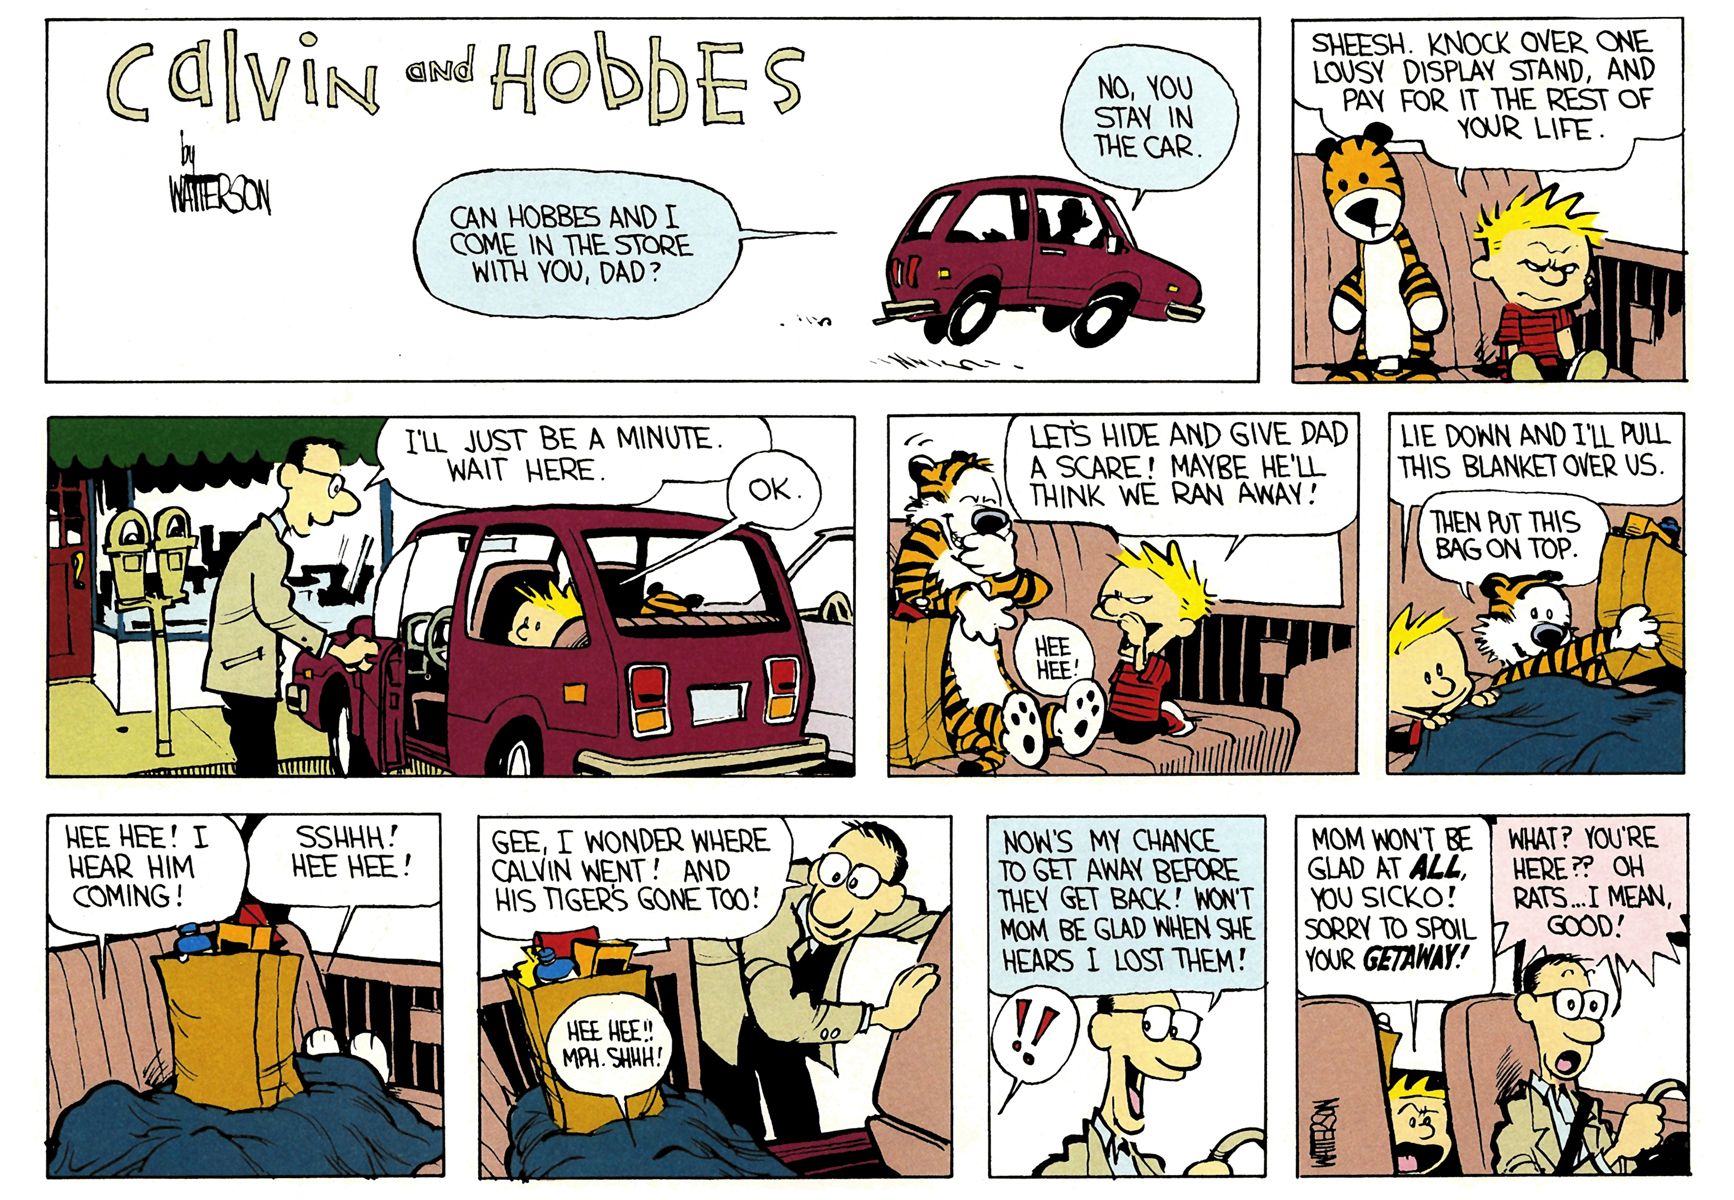 Calvin and Hobbes
by
WATTERSON
CAN HOBBES AND I
COME IN THE STORE
WITH YOU, DAD?
NO, YOU
STAY IN
THE CAR.
SHEESH. KNOCK OVER ONE
LOUSY DISPLAY STAND, AND
PAY FOR IT THE REST OF
YOUR LIFE.
I'LL JUST BE A MINUTE.
WAIT HERE.
OK.
LET'S HIDE AND GIVE DAD
A SCARE! MAYBE HE'LL
THINK WE RAN AWAY!
HEE
HEE!
LIE DOWN AND I'LL PULL
THIS BLANKET OVER US.
THEN PUT THIS
BAG ON TOP.
HEE HEE! I
HEAR HIM
COMING!
SSHHH!
HEE HEE!
GEE, I WONDER WHERE
CALVIN WENT! AND
HIS TIGER'S GONE TOO!
HEE HEE!!
MPH. SHHH!
NOW'S MY CHANCE
TO GET AWAY BEFORE
THEY GET BACK! WON'T
MOM BE GLAD WHEN SHE
HEARS I LOST THEM!
!!
MOM WON'T BE
GLAD AT ALL,
YOU SICKO!
SORRY TO SPOIL
YOUR GETAWAY!
WHAT? YOU'RE
HERE?? OH
RATS....I MEAN,
GOOD!
WATTERSON